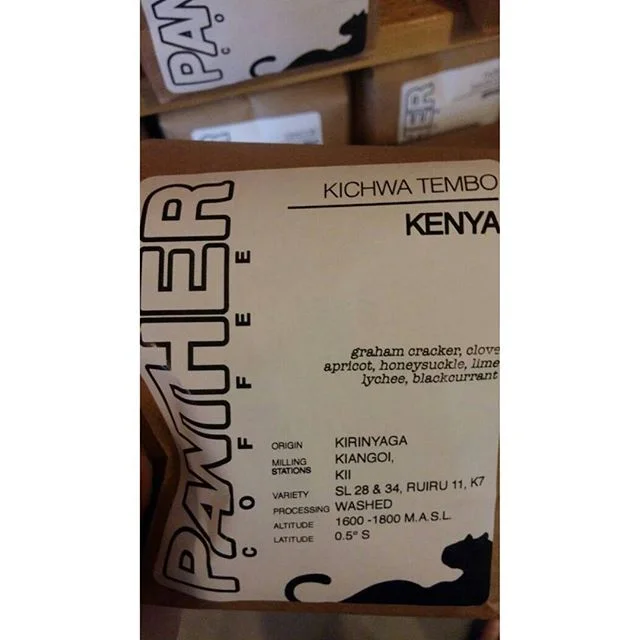 PAN
KICHWA TEMBO
KENYA
PANTHER
COFFEE
graham cracker, clove
apricot, honeysuckle, lime
lychee, blackcurrant
ORIGIN KIRINYAGA
MILLING STATIONS KIANGOI,
KII
VARIETY SL 28 & 34, RUIRU 11, K7
PROCESSING WASHED
ALTITUDE 1600 -1800 M.A.S.L.
LATITUDE 0.5° S